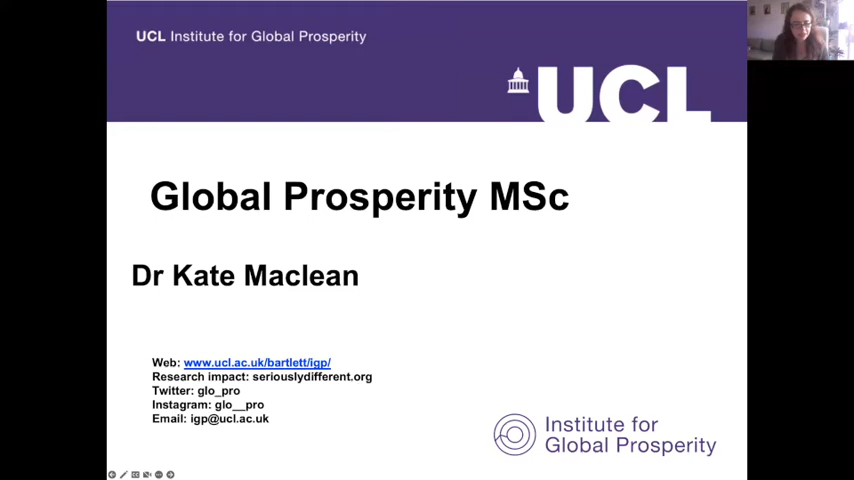 UCL Institute for Global Prosperity
UCL
Global Prosperity MSc
Dr Kate Maclean
Web: www.ucl.ac.uk/bartlett/igp/
Research impact: seriouslydifferent.org
Twitter: glo_pro
Instagram: glo__pro
Email: igp@ucl.ac.uk
Institute for
Global Prosperity